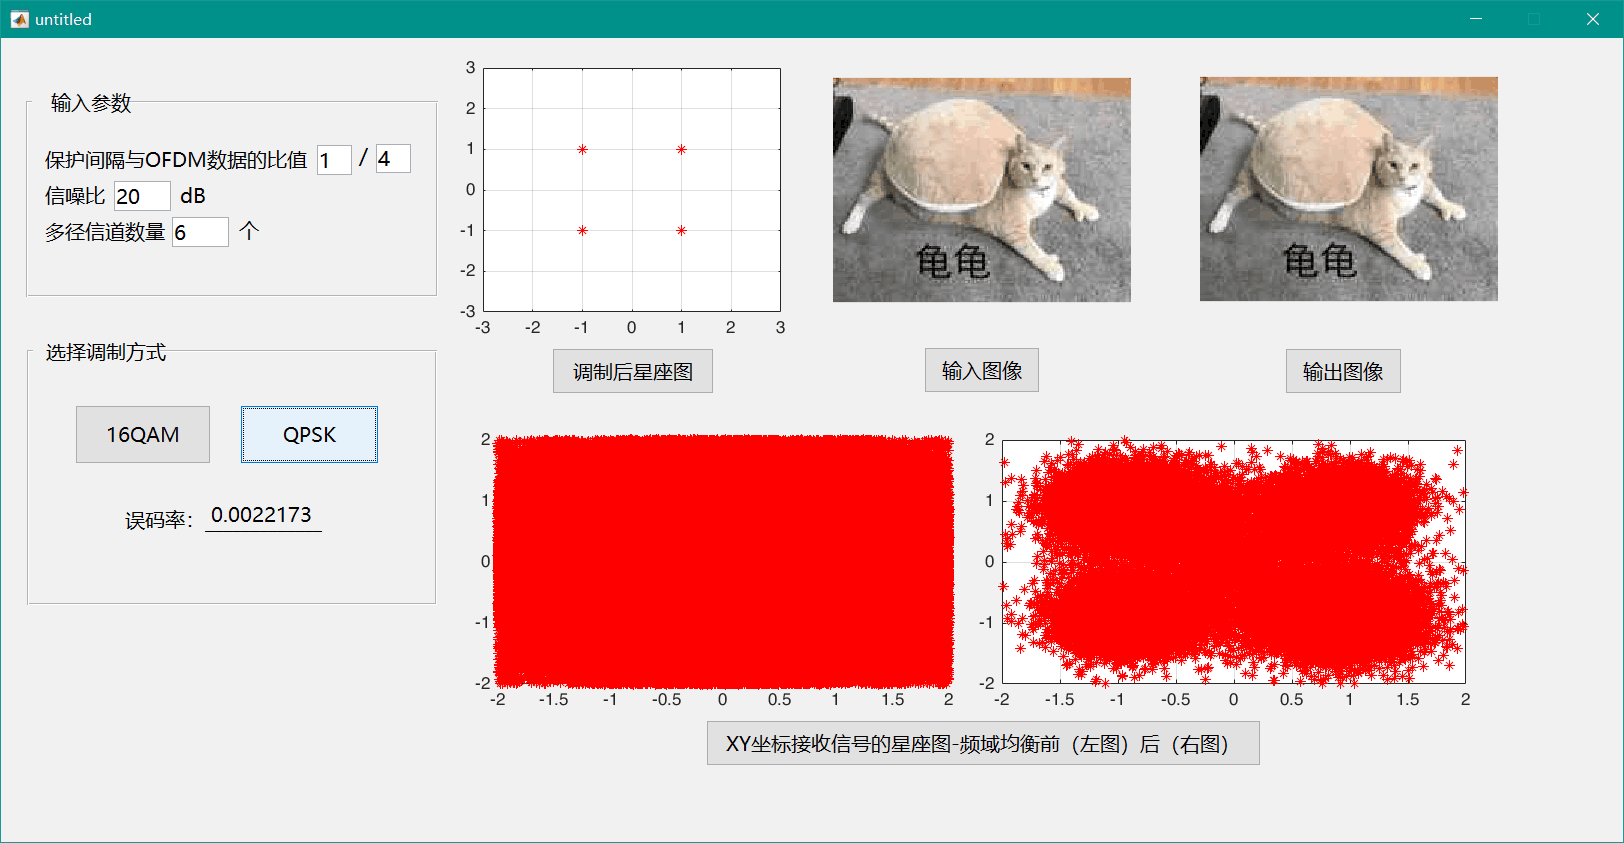 untitled
输入参数
保护间隔与OFDM数据的比值 1 / 4
信噪比 20 dB
多径信道数量 6 个
选择调制方式
16QAM QPSK
误码率: 0.0022173
3
2
1
0
-1
-2
-3
-3 -2 -1 0 1 2 3
调制后星座图
龟龟
输入图像
龟龟
输出图像
2
1
0
-1
-2
-2 -1.5 -1 -0.5 0 0.5 1 1.5 2
2
1
0
-1
-2
-2 -1.5 -1 -0.5 0 0.5 1 1.5 2
XY坐标接收信号的星座图-频域均衡前（左图）后（右图）